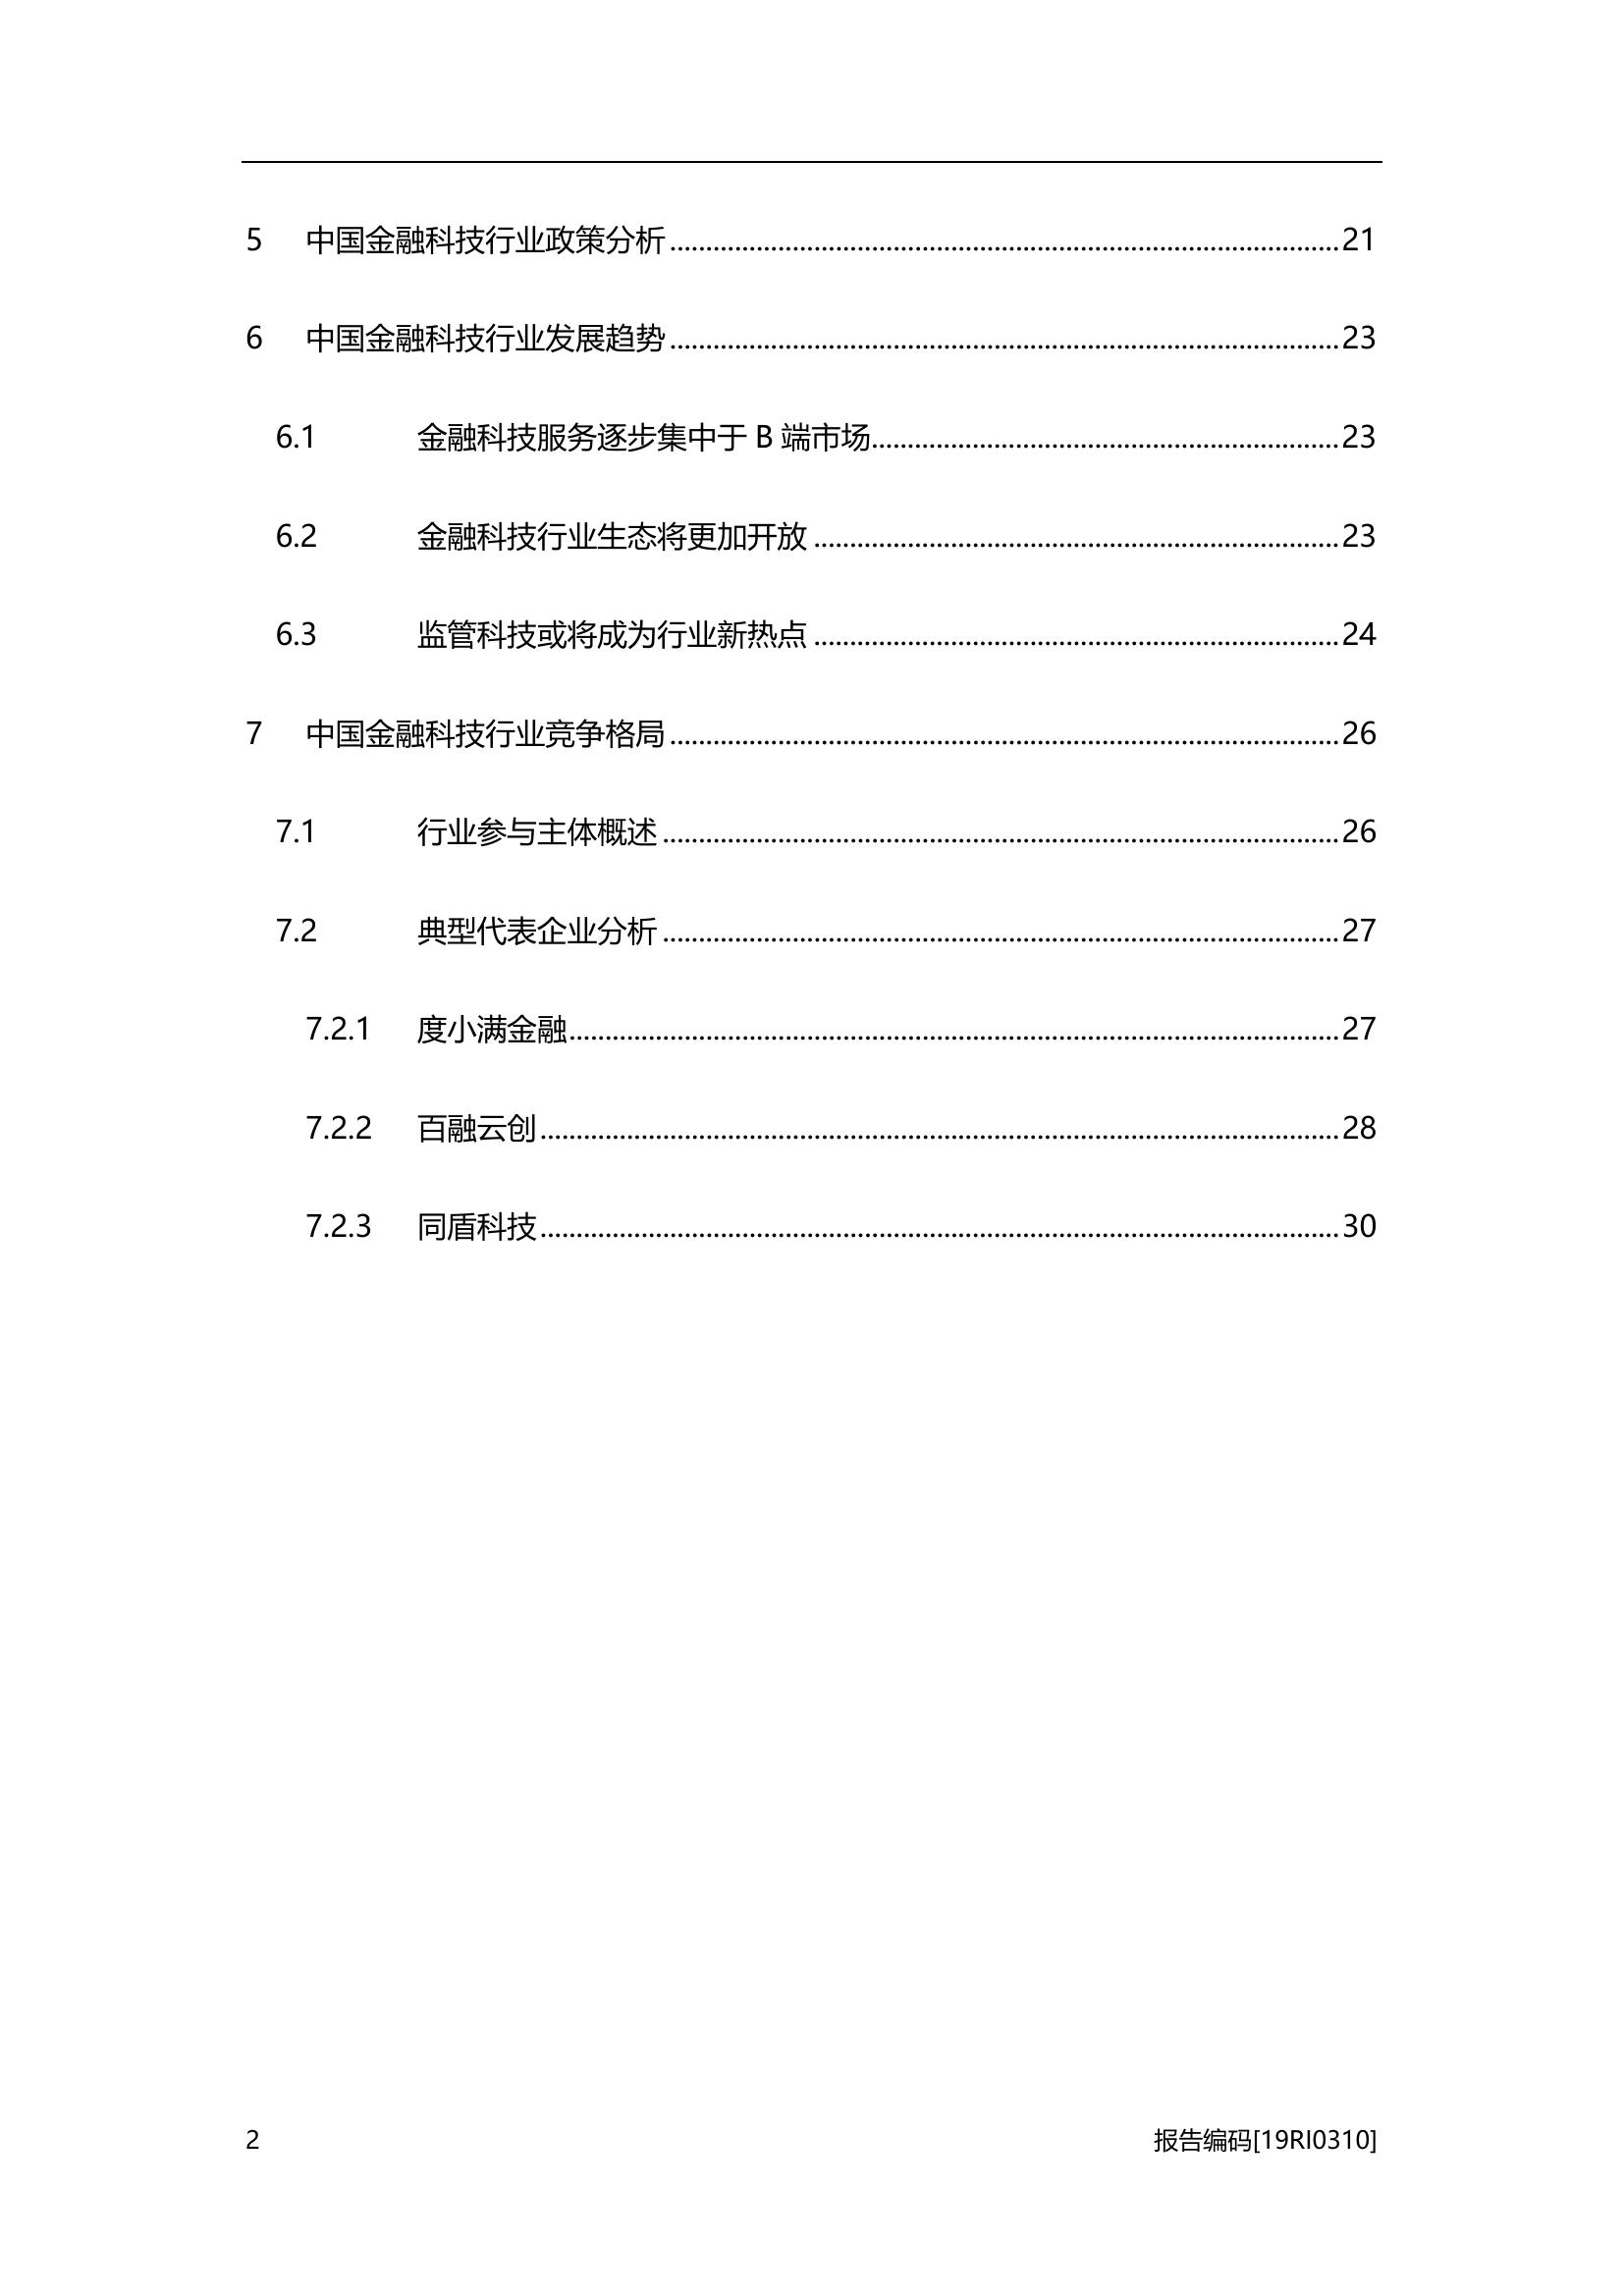 5 中国金融科技行业政策分析........................................21
6 中国金融科技行业发展趋势........................................23
6.1 金融科技服务逐步集中于 B 端市场........................................23
6.2 金融科技行业生态将更加开放........................................23
6.3 监管科技或将成为行业新热点........................................24
7 中国金融科技行业竞争格局........................................26
7.1 行业参与主体概述........................................26
7.2 典型代表企业分析........................................27
7.2.1 度小满金融........................................27
7.2.2 百融云创........................................28
7.2.3 同盾科技........................................30
2 报告编码[19RI0310]